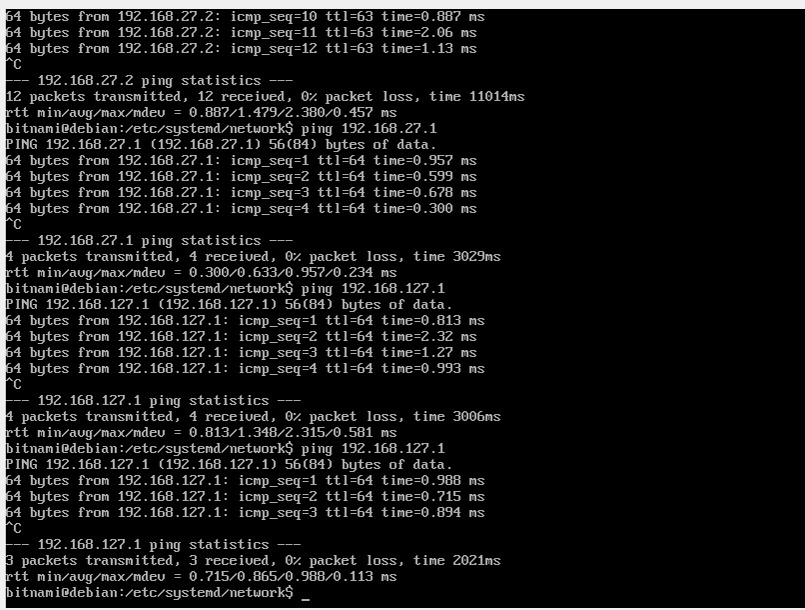 64 bytes from 192.168.27.2: icmp_seq=10 ttl=63 time=0.887 ms
64 bytes from 192.168.27.2: icmp_seq=11 ttl=63 time=2.06 ms
64 bytes from 192.168.27.2: icmp_seq=12 ttl=63 time=1.13 ms
^C
--- 192.168.27.2 ping statistics ---
12 packets transmitted, 12 received, 0% packet loss, time 11014ms
rtt min/avg/max/mdev = 0.887/1.479/2.380/0.457 ms
bitnami@debian:/etc/systemd/network$ ping 192.168.27.1
PING 192.168.27.1 (192.168.27.1) 56(84) bytes of data.
64 bytes from 192.168.27.1: icmp_seq=1 ttl=64 time=0.957 ms
64 bytes from 192.168.27.1: icmp_seq=2 ttl=64 time=0.599 ms
64 bytes from 192.168.27.1: icmp_seq=3 ttl=64 time=0.678 ms
64 bytes from 192.168.27.1: icmp_seq=4 ttl=64 time=0.300 ms
^C
--- 192.168.27.1 ping statistics ---
4 packets transmitted, 4 received, 0% packet loss, time 3029ms
rtt min/avg/max/mdev = 0.300/0.633/0.957/0.234 ms
bitnami@debian:/etc/systemd/network$ ping 192.168.127.1
PING 192.168.127.1 (192.168.127.1) 56(84) bytes of data.
64 bytes from 192.168.127.1: icmp_seq=1 ttl=64 time=0.813 ms
64 bytes from 192.168.127.1: icmp_seq=2 ttl=64 time=2.32 ms
64 bytes from 192.168.127.1: icmp_seq=3 ttl=64 time=1.27 ms
64 bytes from 192.168.127.1: icmp_seq=4 ttl=64 time=0.993 ms
^C
--- 192.168.127.1 ping statistics ---
4 packets transmitted, 4 received, 0% packet loss, time 3006ms
rtt min/avg/max/mdev = 0.813/1.348/2.315/0.581 ms
bitnami@debian:/etc/systemd/network$ ping 192.168.127.1
PING 192.168.127.1 (192.168.127.1) 56(84) bytes of data.
64 bytes from 192.168.127.1: icmp_seq=1 ttl=64 time=0.988 ms
64 bytes from 192.168.127.1: icmp_seq=2 ttl=64 time=0.715 ms
64 bytes from 192.168.127.1: icmp_seq=3 ttl=64 time=0.894 ms
^C
--- 192.168.127.1 ping statistics ---
3 packets transmitted, 3 received, 0% packet loss, time 2021ms
rtt min/avg/max/mdev = 0.715/0.865/0.988/0.113 ms
bitnami@debian:/etc/systemd/network$ _